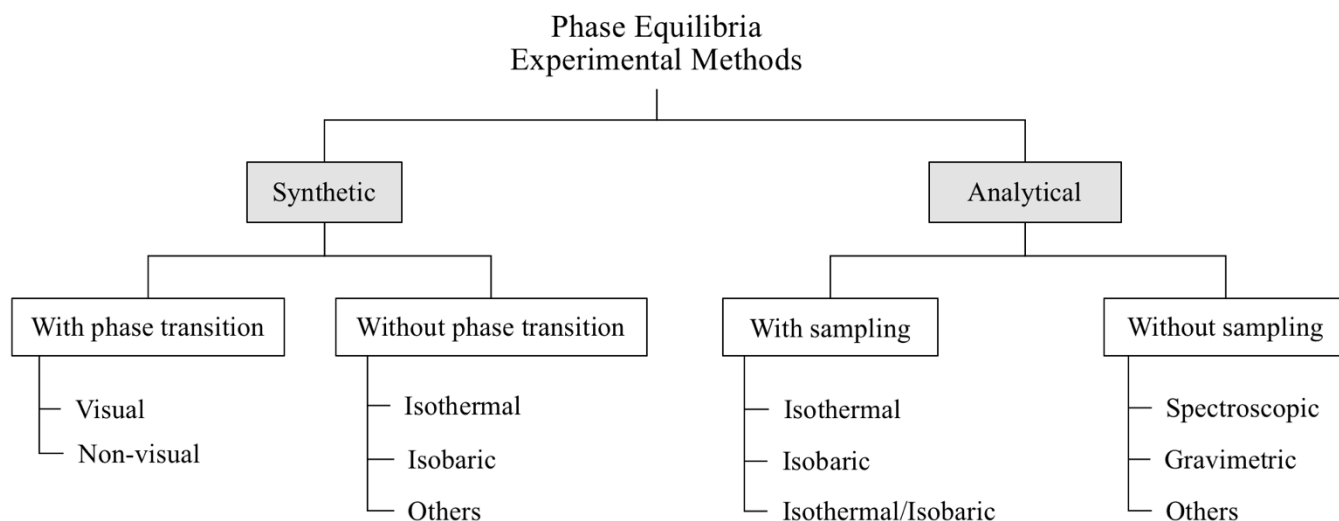 Phase Equilibria
Experimental Methods
Synthetic
Analytical
With phase transition
Without phase transition
With sampling
Without sampling
Visual
Non-visual
Isothermal
Isobaric
Others
Isothermal
Isobaric
Isothermal/Isobaric
Spectroscopic
Gravimetric
Others